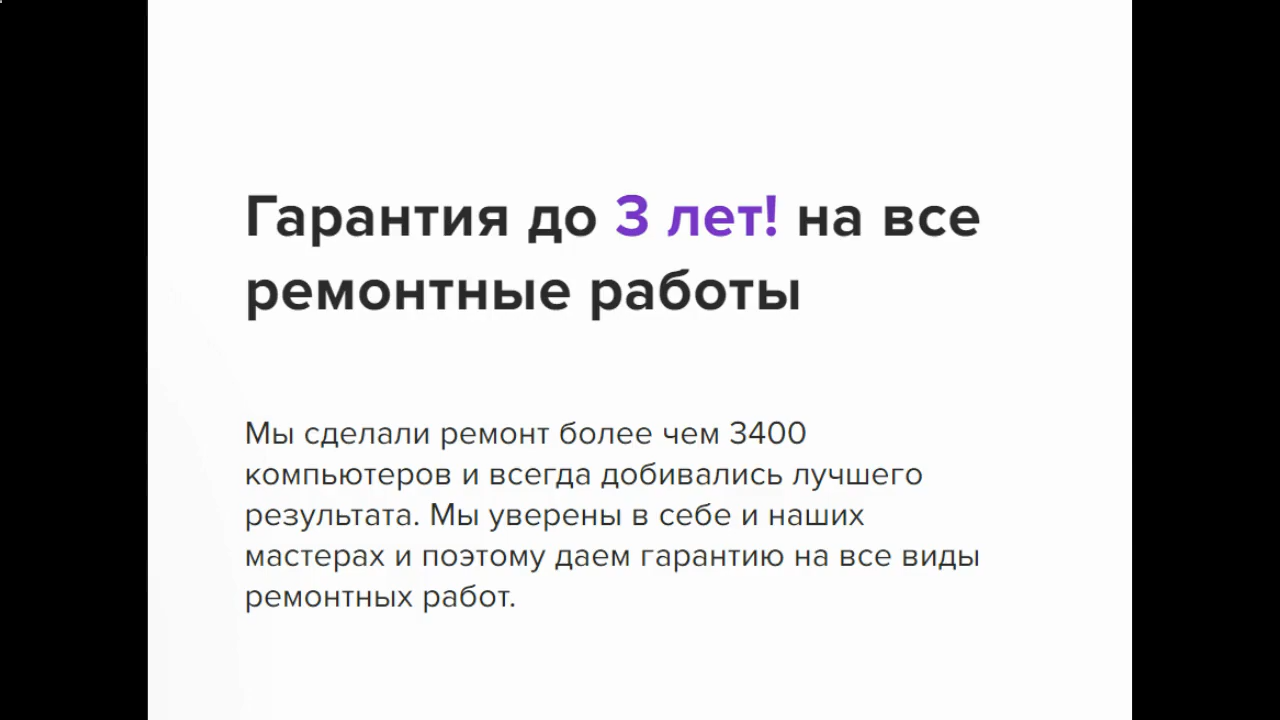 Гарантия до 3 лет! на все
ремонтные работы
Мы сделали ремонт более чем 3400
компьютеров и всегда добивались лучшего
результата. Мы уверены в себе и наших
мастерах и поэтому даем гарантию на все виды
ремонтных работ.